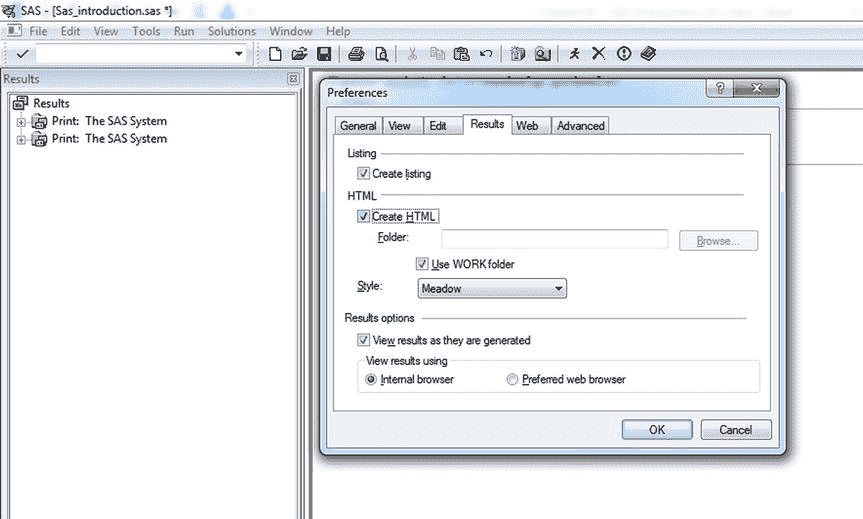 SAS - [Sas_introduction.sas *]
File Edit View Tools Run Solutions Window Help
Results
Results
Print: The SAS System
Print: The SAS System
Preferences
General View Edit Results Web Advanced
Listing
Create listing
HTML
Create HTML
Folder:
Browse...
Use WORK folder
Style:
Meadow
Results options
View results as they are generated
View results using
Internal browser
Preferred web browser
OK Cancel